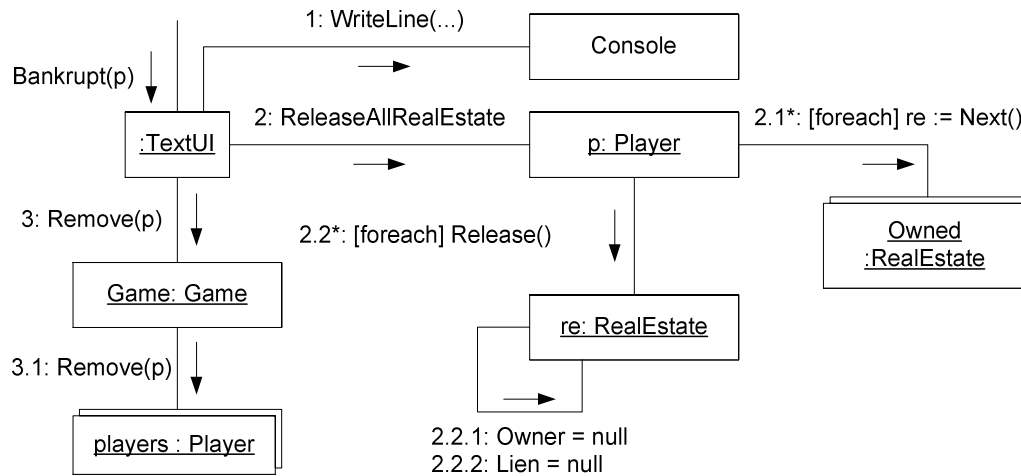 1: WriteLine(...)
Console
Bankrupt(p)
:TextUI
2: ReleaseAllRealEstate
p: Player
2.1*: [foreach] re := Next()
3: Remove(p)
2.2*: [foreach] Release()
Owned
:RealEstate
Game: Game
re: RealEstate
3.1: Remove(p)
players : Player
2.2.1: Owner = null
2.2.2: Lien = null